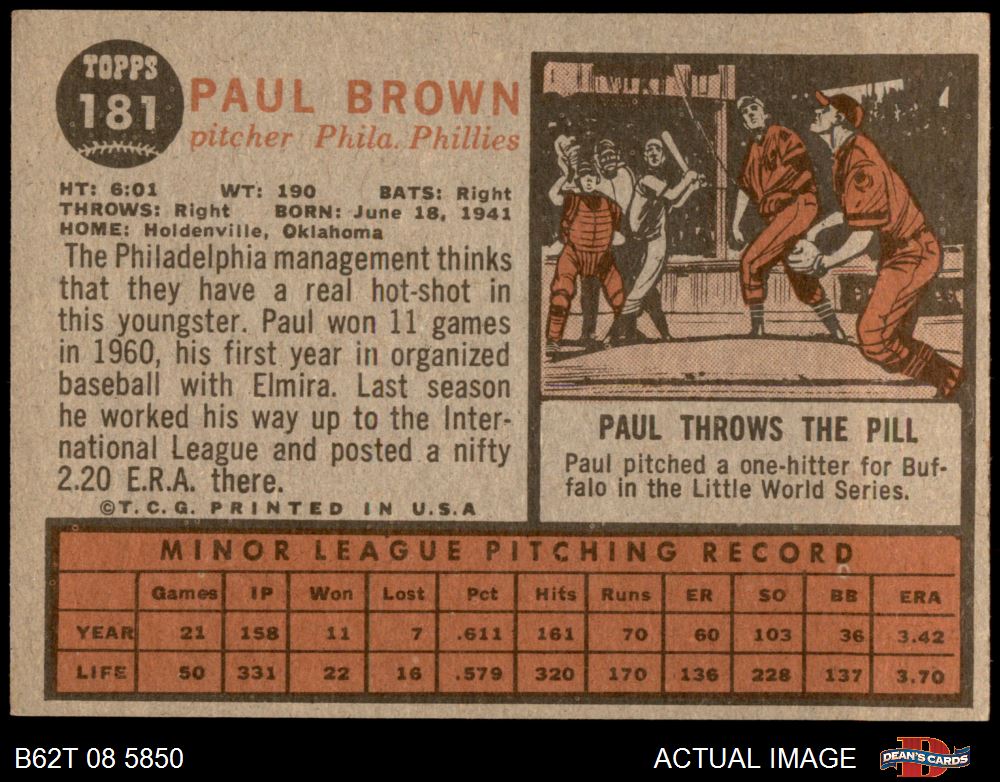 TOPPS
181
PAUL BROWN
pitcher Phila. Phillies
HT: 6:01 WT: 190 BATS: Right
THROWS: Right BORN: June 18, 1941
HOME: Holdenville, Oklahoma
The Philadelphia management thinks
that they have a real hot-shot in
this youngster. Paul won 11 games
in 1960, his first year in organized
baseball with Elmira. Last season
he worked his way up to the Inter-
national League and posted a nifty
2.20 E.R.A. there.
©T.C.G. PRINTED IN U.S.A
PAUL THROWS THE PILL
Paul pitched a one-hitter for Buf-
falo in the Little World Series.
MINOR LEAGUE PITCHING RECORD
Games IP Won Lost Pct Hits Runs ER SO BB ERA
YEAR 21 158 11 7 .611 161 70 60 103 36 3.42
LIFE 50 331 22 16 .579 320 170 136 228 137 3.70
B62T 08 5850 ACTUAL IMAGE DEAN'S CARDS